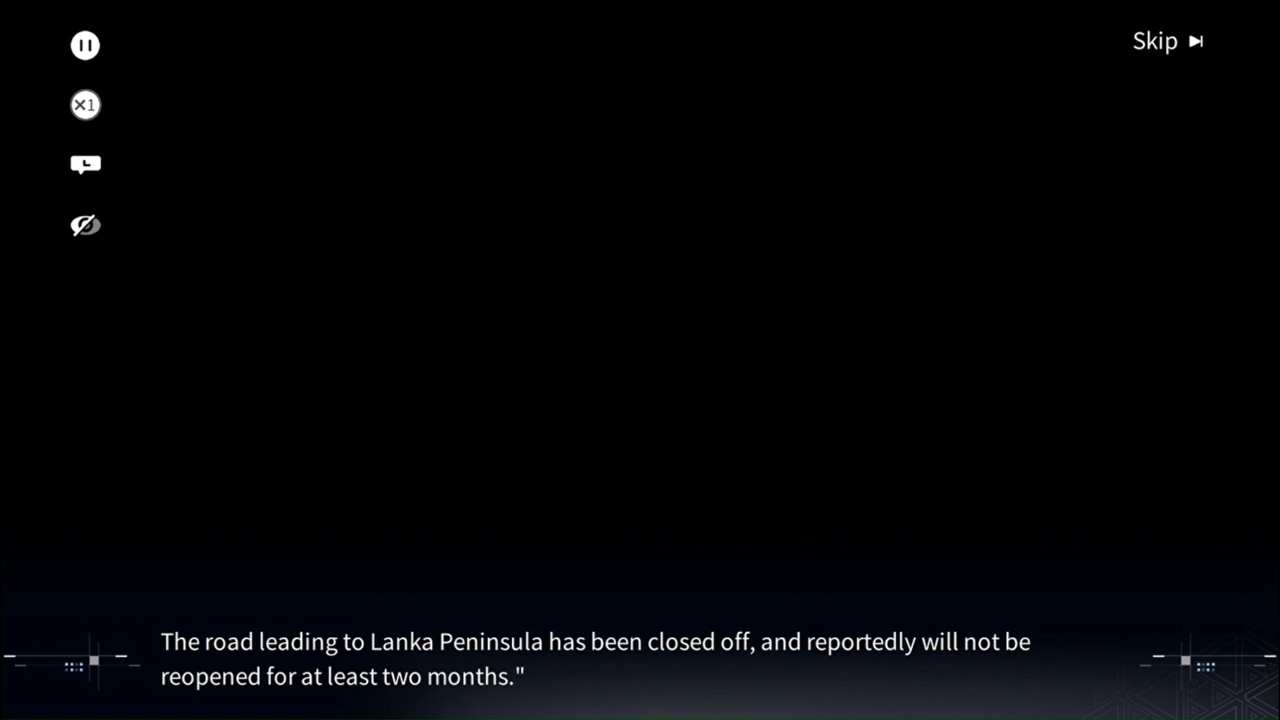 Skip
×1
The road leading to Lanka Peninsula has been closed off, and reportedly will not be
reopened for at least two months."